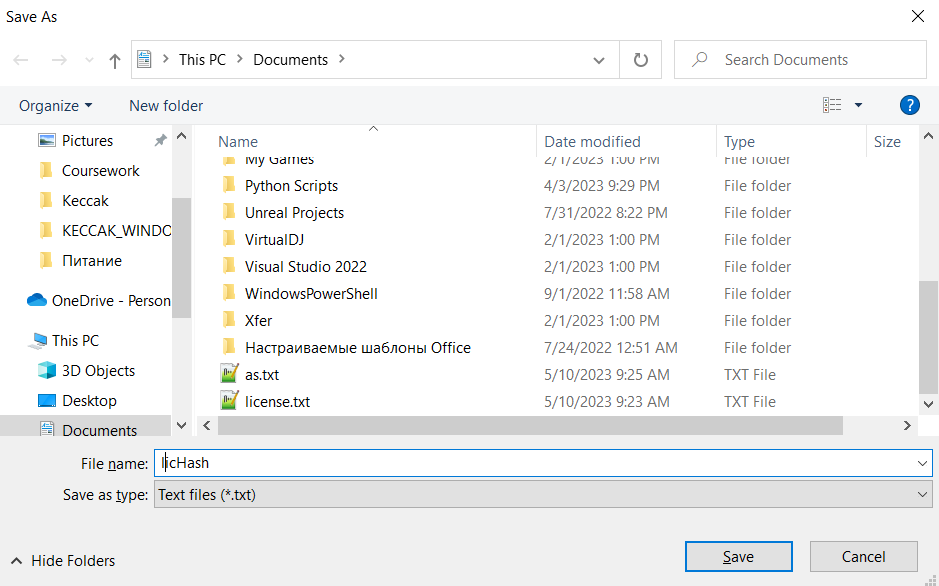 Save As
This PC > Documents >
Search Documents
Organize
New folder
?
Name
Date modified
Type
Size
Pictures
Coursework
Keccak
KECCAK_WINDO
Питание
OneDrive - Person
This PC
3D Objects
Desktop
Documents
My Games 2/1/2023 1:00 PM File folder
Python Scripts 4/3/2023 9:29 PM File folder
Unreal Projects 7/31/2022 8:22 PM File folder
VirtualDJ 2/1/2023 1:00 PM File folder
Visual Studio 2022 2/1/2023 1:00 PM File folder
WindowsPowerShell 9/1/2022 11:58 AM File folder
Xfer 2/1/2023 1:00 PM File folder
Настраиваемые шаблоны Office 7/24/2022 12:51 AM File folder
as.txt 5/10/2023 9:25 AM TXT File
license.txt 5/10/2023 9:23 AM TXT File
File name: licHash
Save as type: Text files (*.txt)
Hide Folders
Save
Cancel